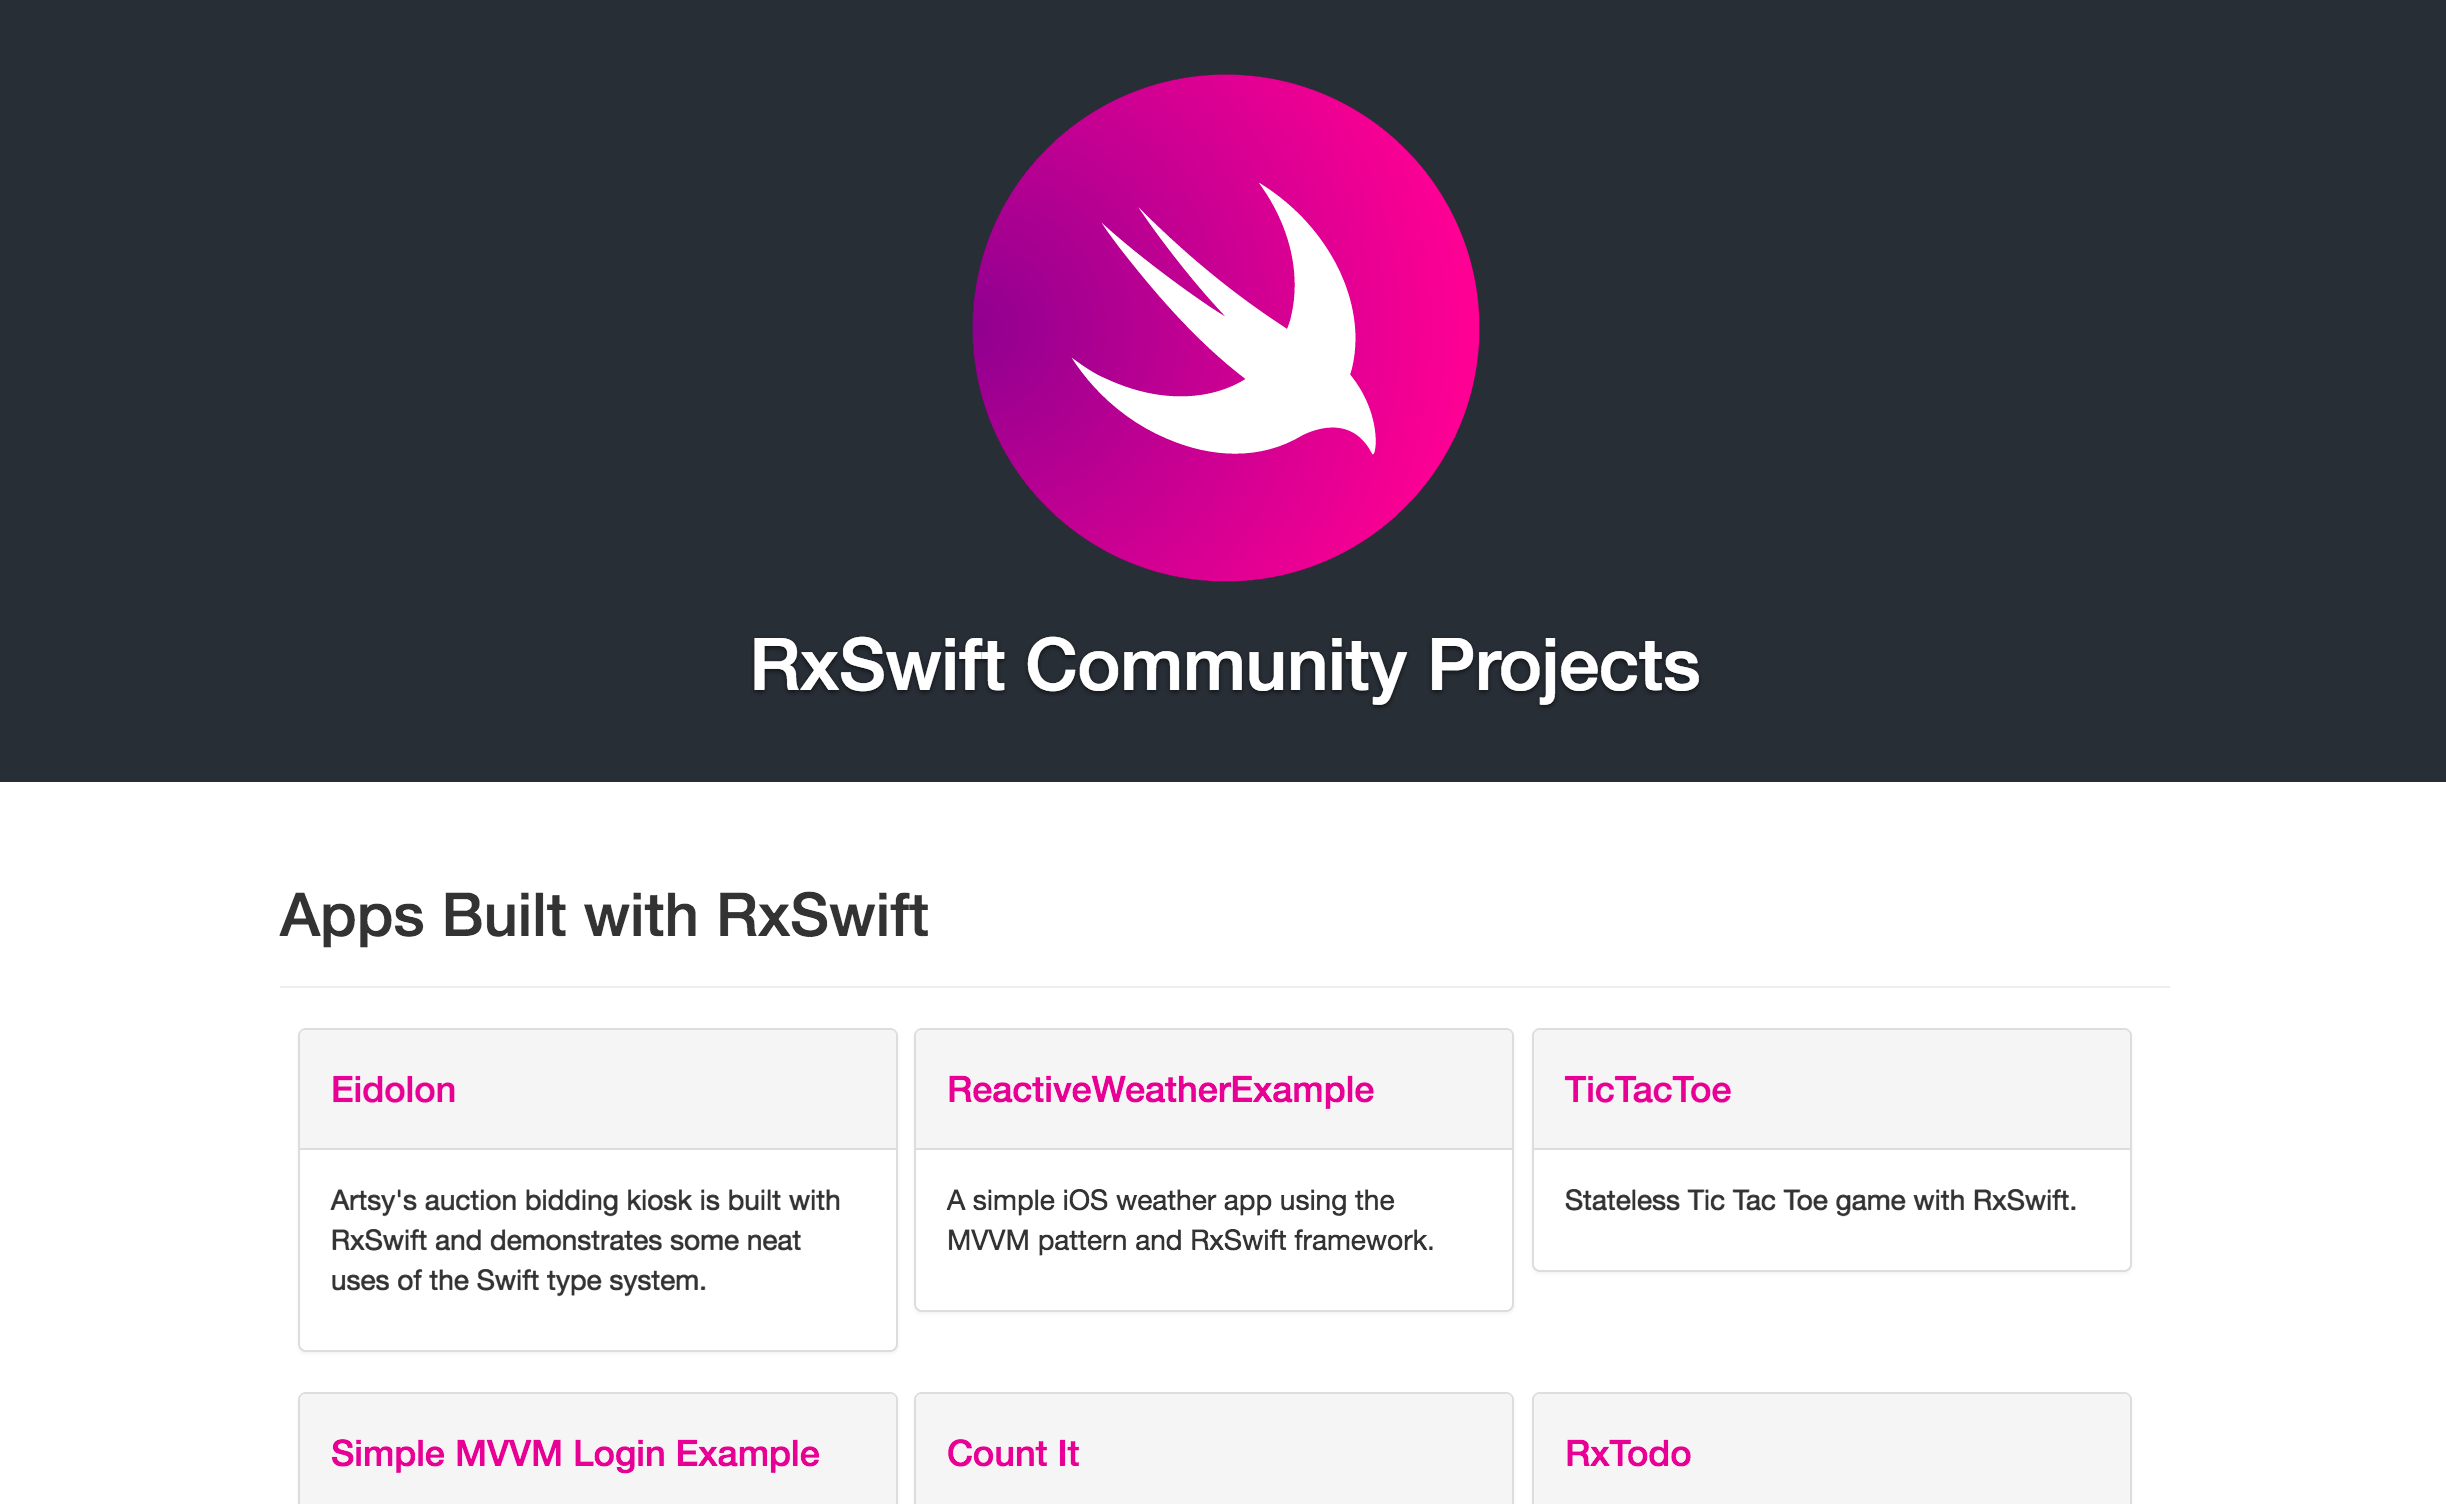 RxSwift Community Projects
Apps Built with RxSwift
Eidolon
Artsy's auction bidding kiosk is built with
RxSwift and demonstrates some neat
uses of the Swift type system.
ReactiveWeatherExample
A simple iOS weather app using the
MVVM pattern and RxSwift framework.
TicTacToe
Stateless Tic Tac Toe game with RxSwift.
Simple MVVM Login Example
Count It
RxTodo